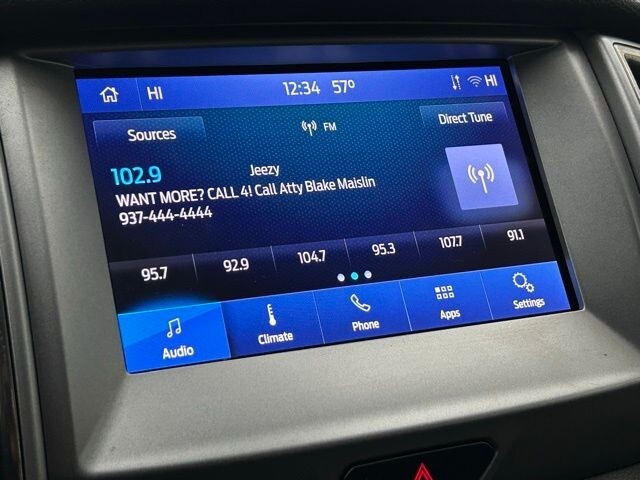 HI 12:34 57° HI
Sources FM Direct Tune
102.9 Jeezy
WANT MORE? CALL 4! Call Atty Blake Maislin
937-444-4444
95.7 92.9 104.7 95.3 107.7 91.1
Audio Climate Phone Apps Settings